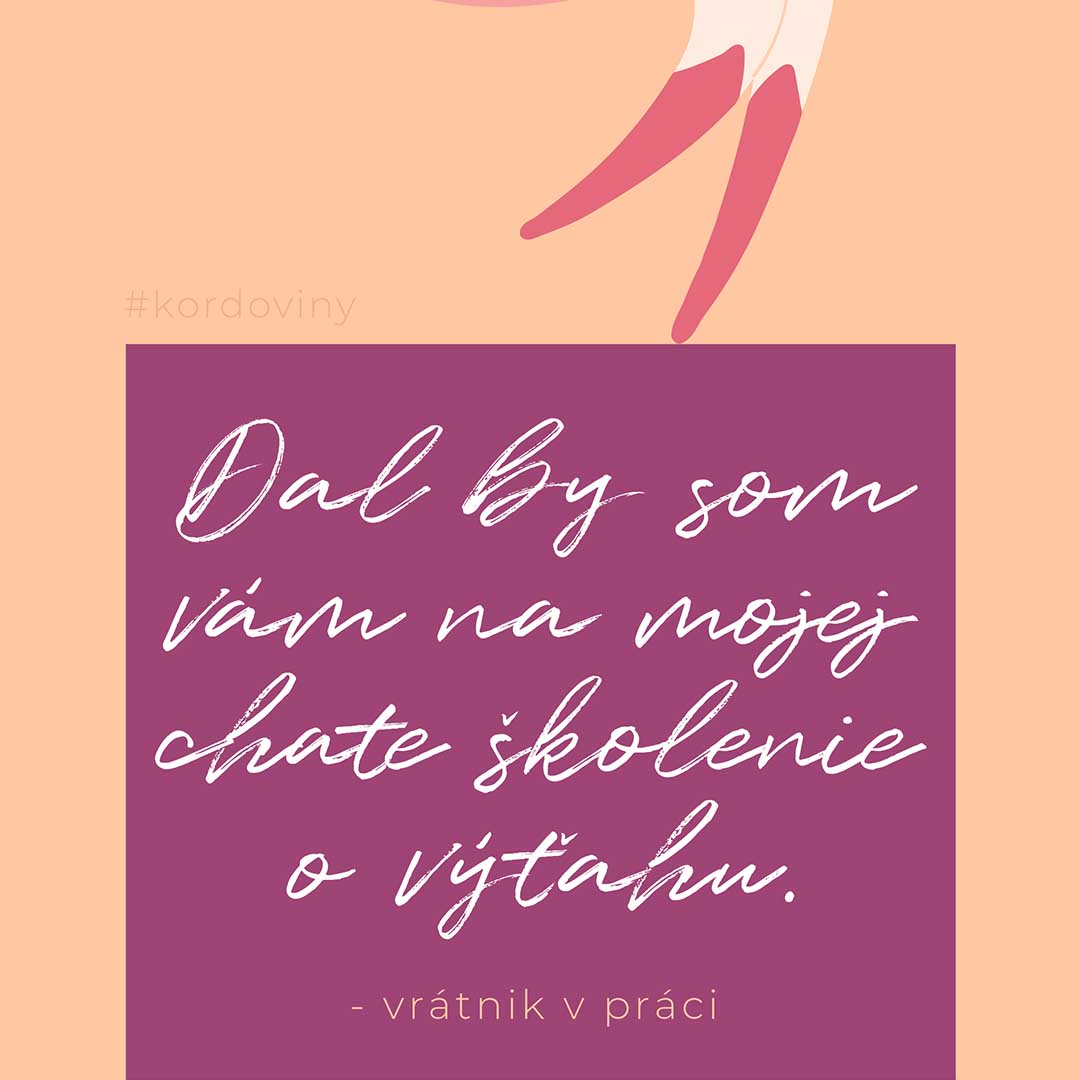 #kordoviny
Dal by som
vám na mojej
chate školenie
o výťahu.
- vrátnik v práci